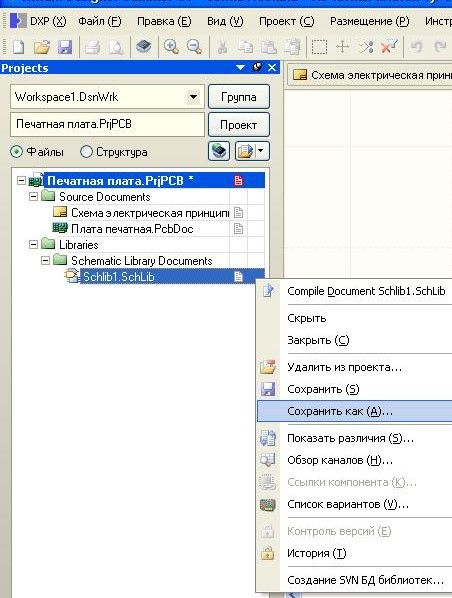 DXP (X) Файл (F) Правка (E) Вид (V) Проект (C) Размещение (P)
Projects
Workspace1.DsnWrk Группа
Печатная плата.PrjPCB Проект
Файлы Структура
Схема электрическая
Печатная плата.PrjPCB *
Source Documents
Схема электрическая
Плата печатная.PcbDoc
Libraries
Schematic Library Documents
Schlib1.SchLib
Compile Document Schlib1.SchLib
Скрыть
Закрыть (C)
Удалить из проекта...
Сохранить (S)
Сохранить как (A)...
Показать различия (S)...
Обзор каналов (H)...
Ссылки компонента (K)...
Список вариантов (V)...
Контроль версий (E)
История (T)
Создание SVN БД библиотек...